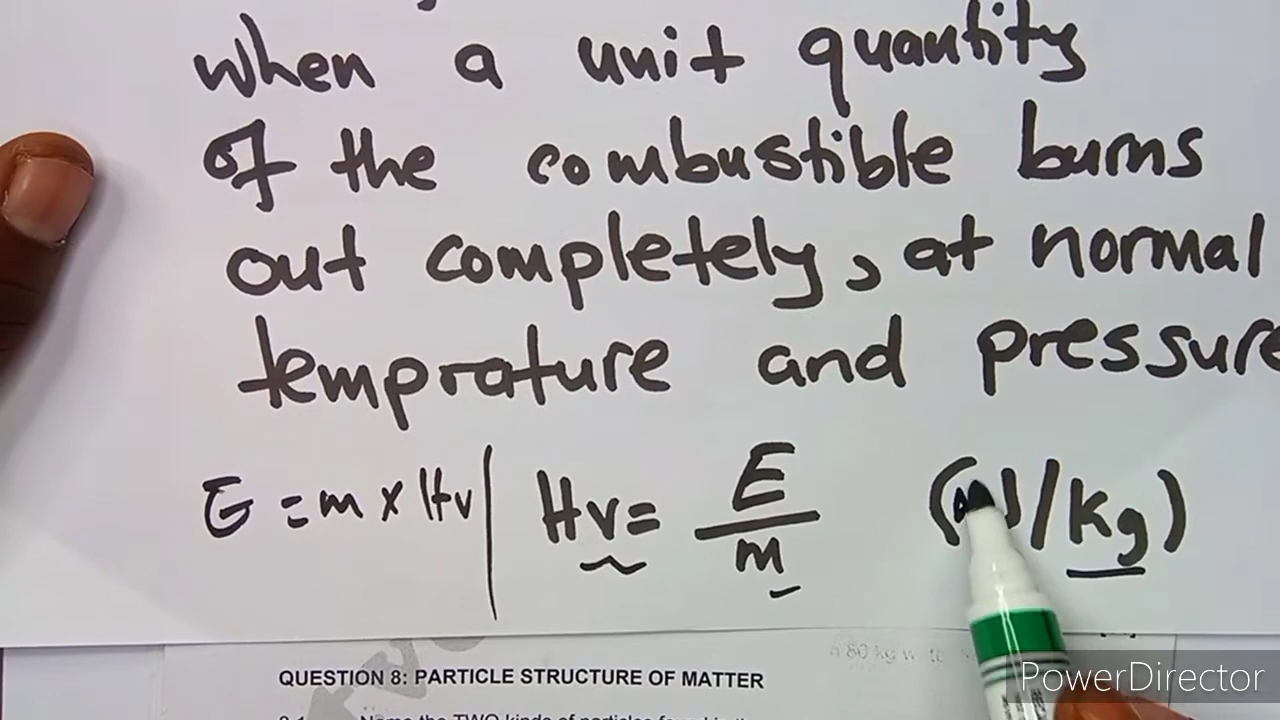 when a unit quantity
of the combustible burns
out completely, at normal
temprature and pressure
E = m x Hv | Hv = E/m (J/kg)
QUESTION 8: PARTICLE STRUCTURE OF MATTER
PowerDirector